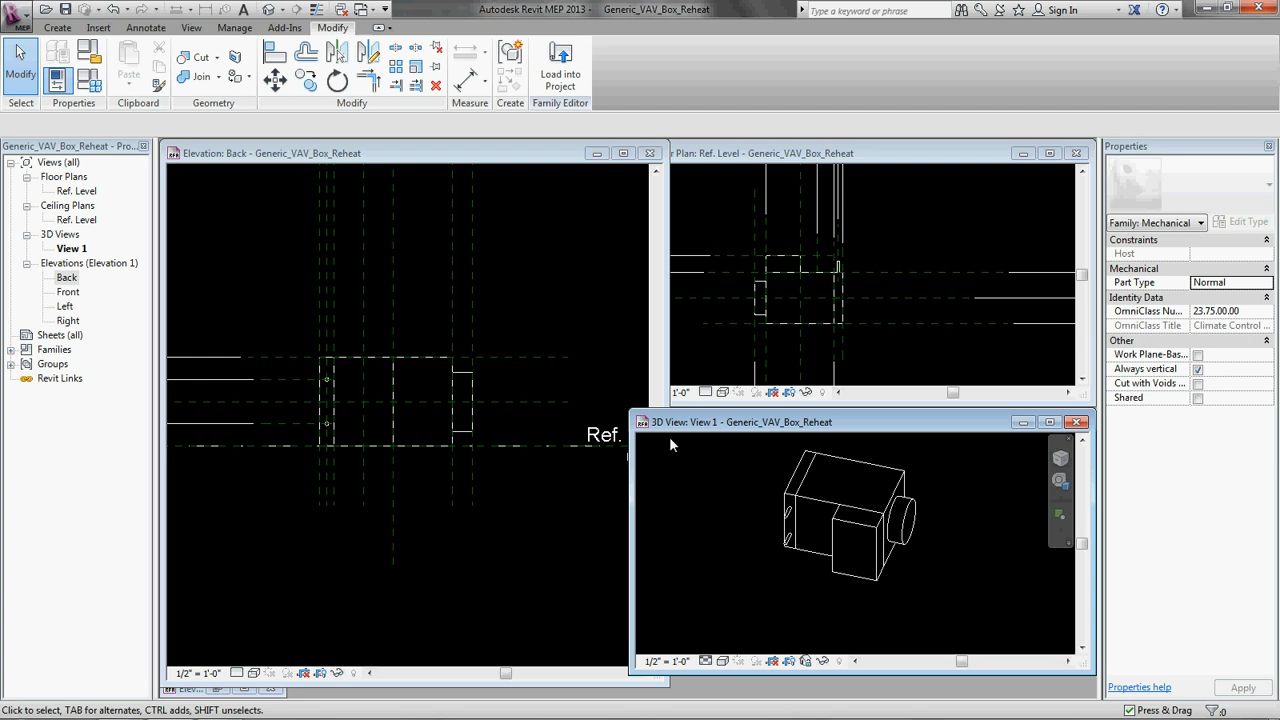 Autodesk Revit MEP 2013 - Generic_VAV_Box_Reheat
Type a keyword or phrase
Sign In
MEP
Create
Insert
Annotate
View
Manage
Add-Ins
Modify
Modify
Paste
Cut
Join
Load into
Project
Select
Properties
Clipboard
Geometry
Modify
Measure
Create
Family Editor
Generic_VAV_Box_Reheat - Pro...
Views (all)
Floor Plans
Ref. Level
Ceiling Plans
Ref. Level
3D Views
View 1
Elevations (Elevation 1)
Back
Front
Left
Right
Sheets (all)
Families
Groups
Revit Links
Elevation: Back - Generic_VAV_Box_Reheat
Ref.
1/2" = 1'-0"
Elev...
r Plan: Ref. Level - Generic_VAV_Box_Reheat
1'-0"
3D View: View 1 - Generic_VAV_Box_Reheat
1/2" = 1'-0"
Properties
Family: Mechanical
Edit Type
Constraints
Host
Mechanical
Part Type Normal
Identity Data
OmniClass Nu... 23.75.00.00
OmniClass Title Climate Control ...
Other
Work Plane-Bas...
Always vertical
Cut with Voids ...
Shared
Properties help
Apply
Click to select, TAB for alternates, CTRL adds, SHIFT unselects.
Press & Drag
:0